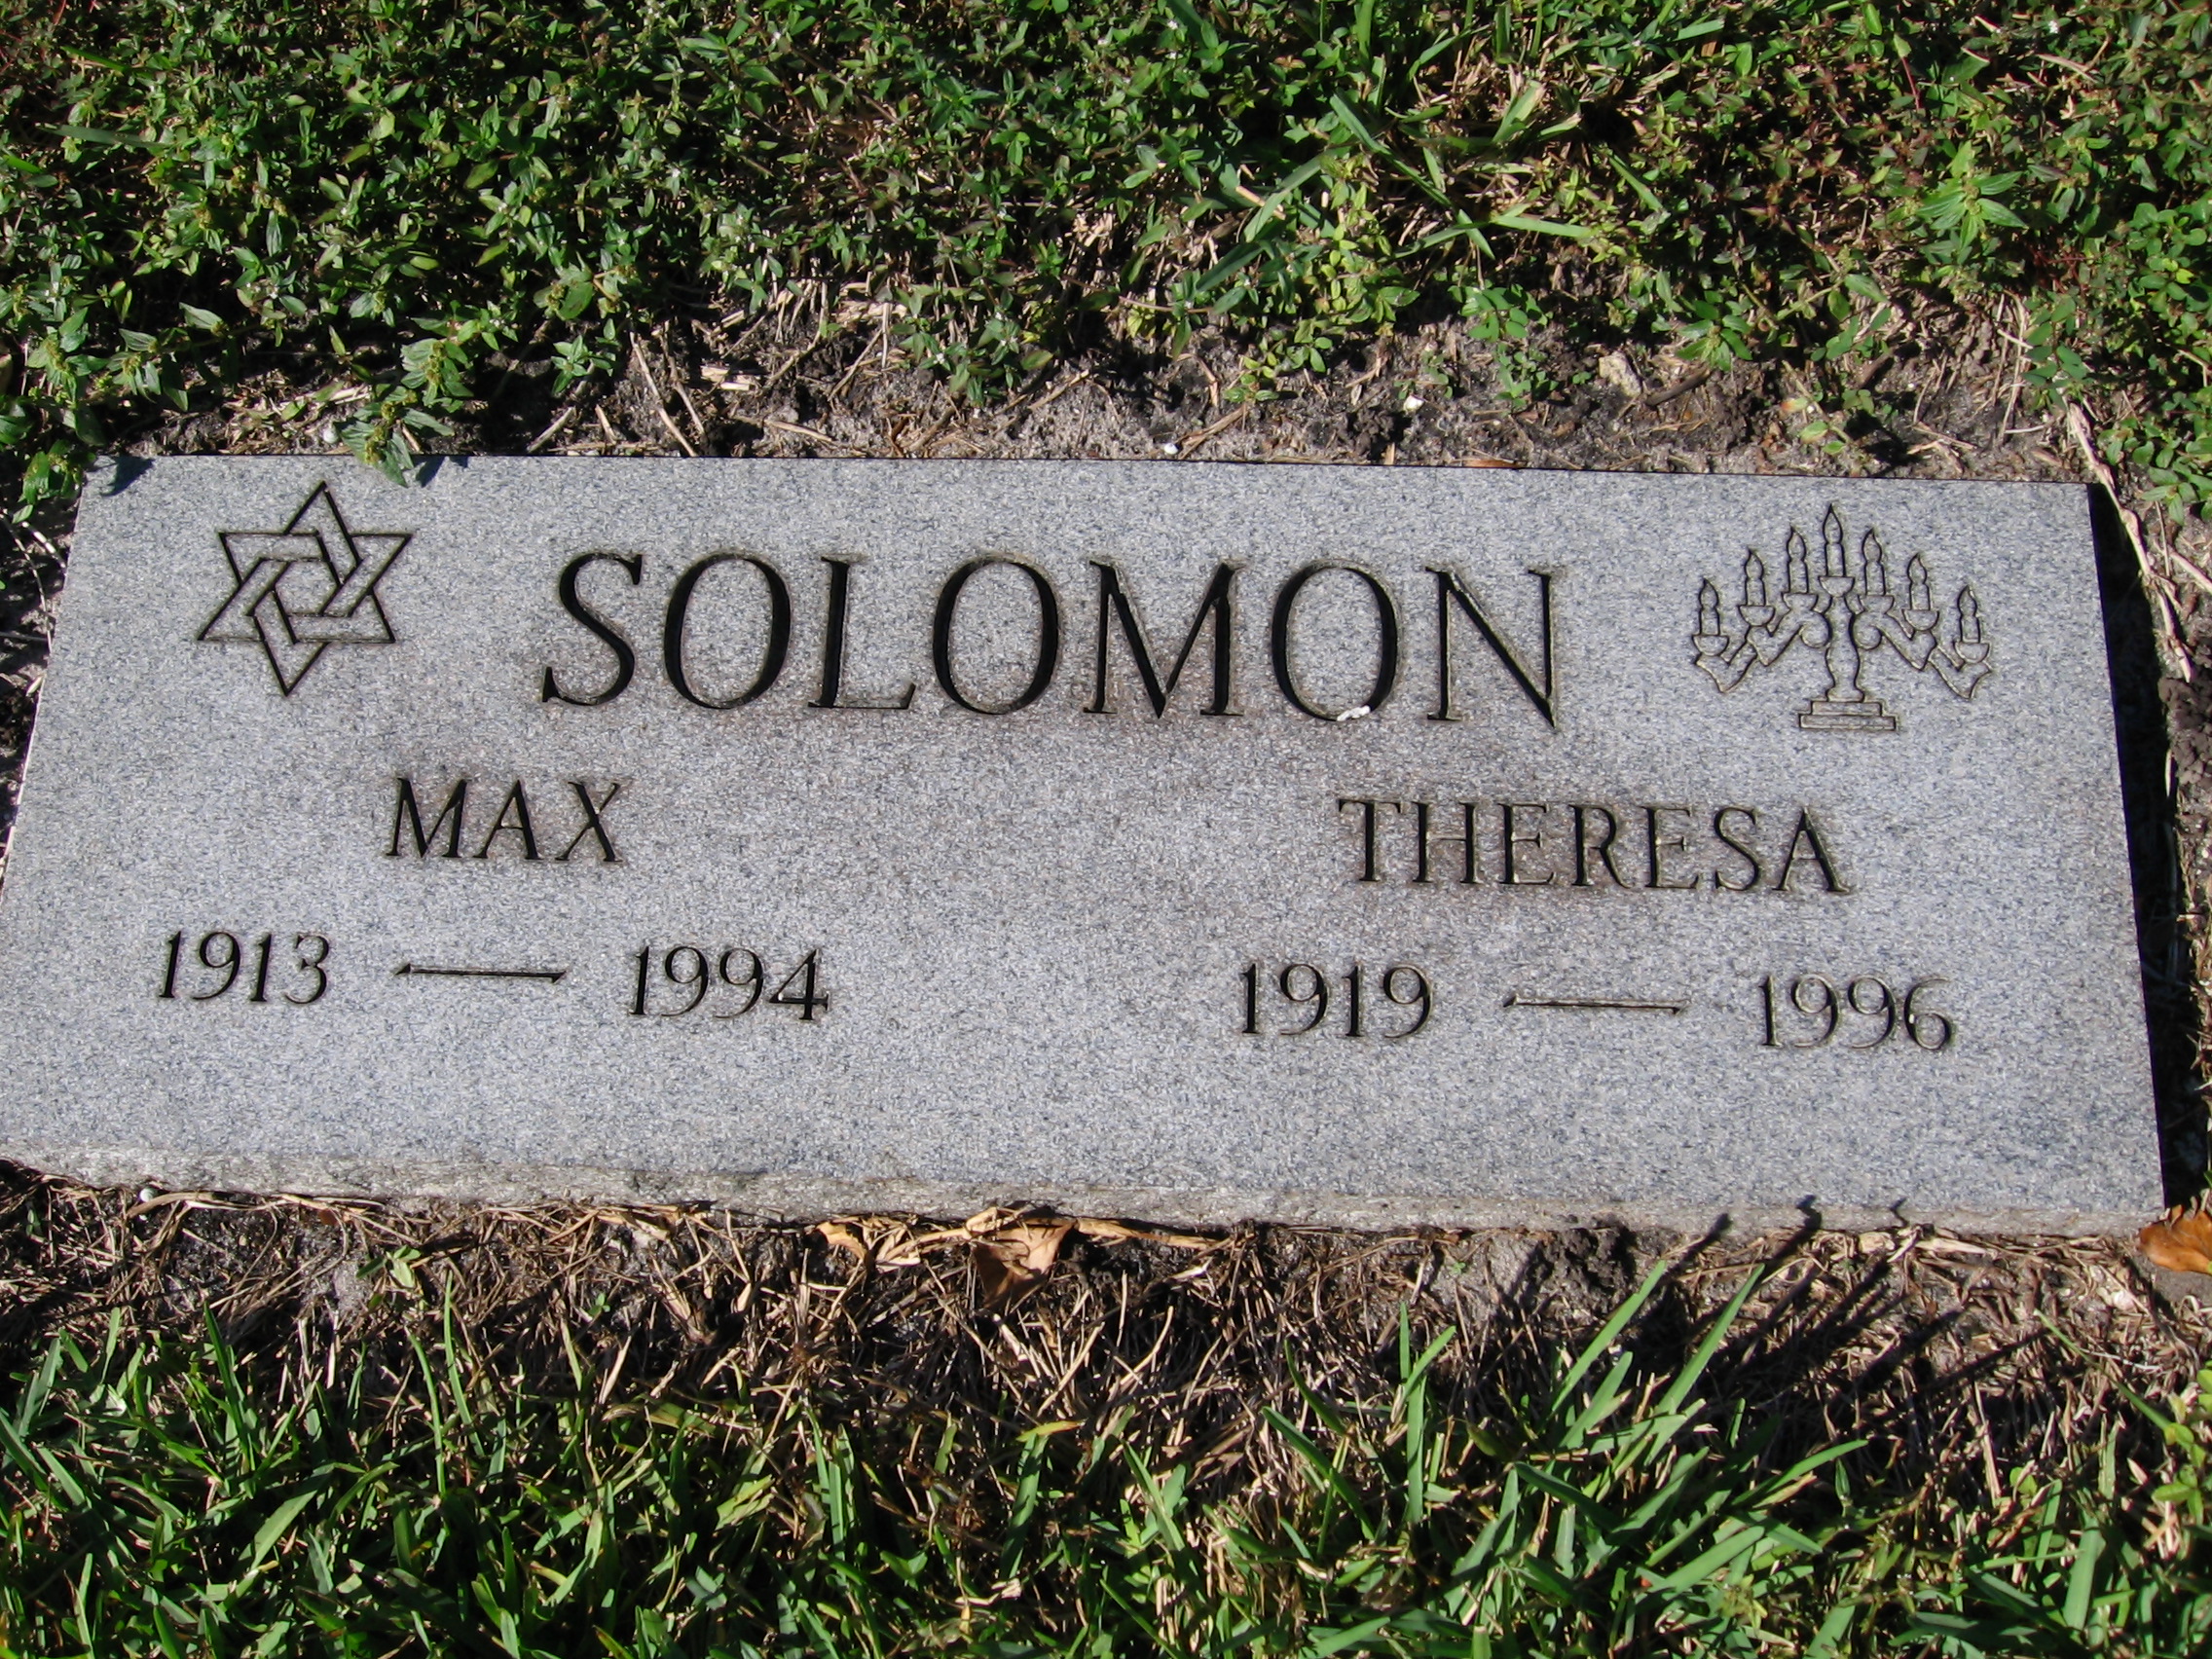 SOLOMON
MAX THERESA
1913 — 1994 1919 — 1996